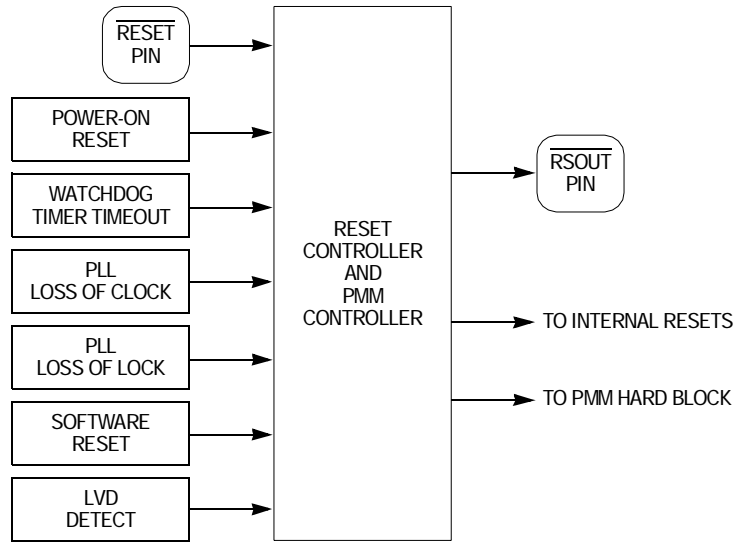 RESET
PIN
POWER-ON
RESET
WATCHDOG
TIMER TIMEOUT
PLL
LOSS OF CLOCK
PLL
LOSS OF LOCK
SOFTWARE
RESET
LVD
DETECT
RESET
CONTROLLER
AND
PMM
CONTROLLER
RSOUT
PIN
TO INTERNAL RESETS
TO PMM HARD BLOCK